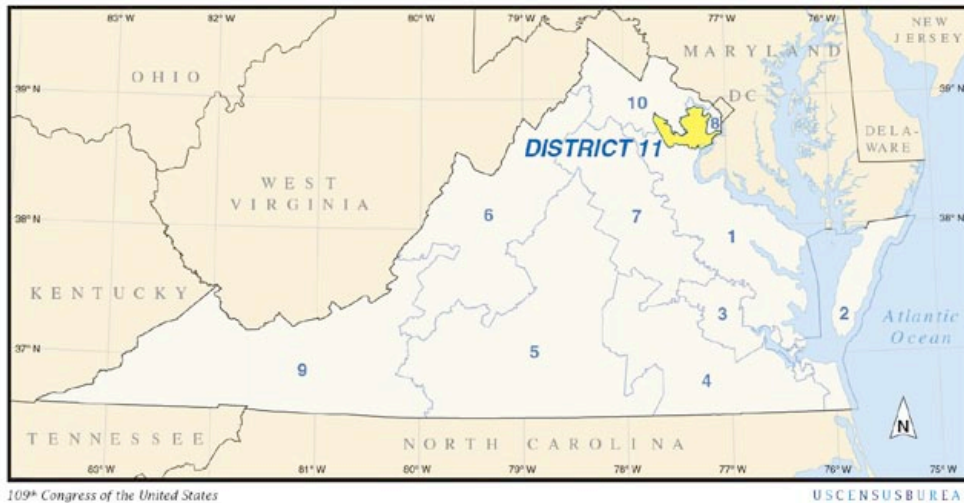 80° W
79° W
78° W
77° W
76° W
NEW
JERSEY
MARYLAND
OHIO
39° N
10
DC
39° N
8
DELA-
WARE
DISTRICT 11
WEST
VIRGINIA
6
7
38° N
1
38° N
KENTUCKY
3
2
Atlantic
Ocean
37° N
5
9
4
37° N
N
TENNESSEE
NORTH CAROLINA
83° W
82° W
81° W
80° W
79° W
78° W
77° W
76° W
75° W
109th Congress of the United States
USCENSUSBUREA